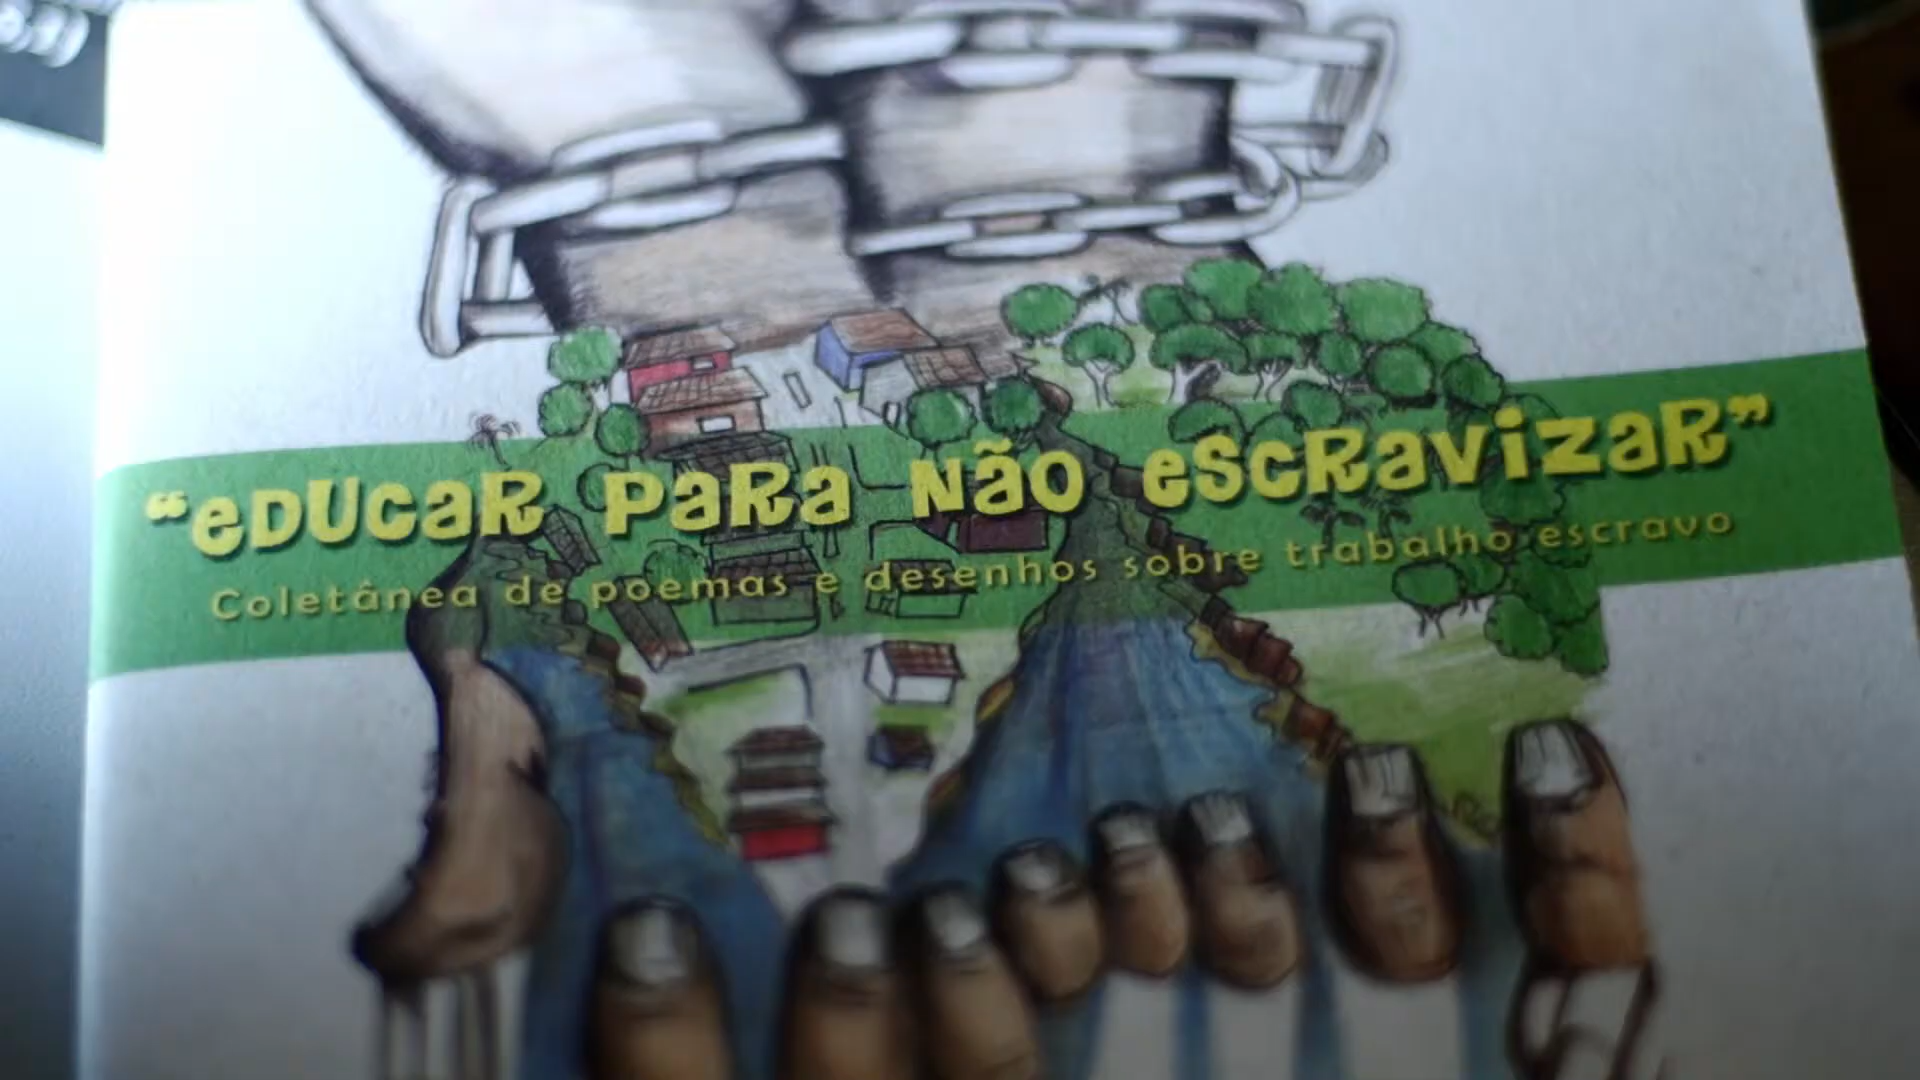 “eDUcaR PaRa Não escRavizaR”
Coletânea de poemas e desenhos sobre trabalho escravo